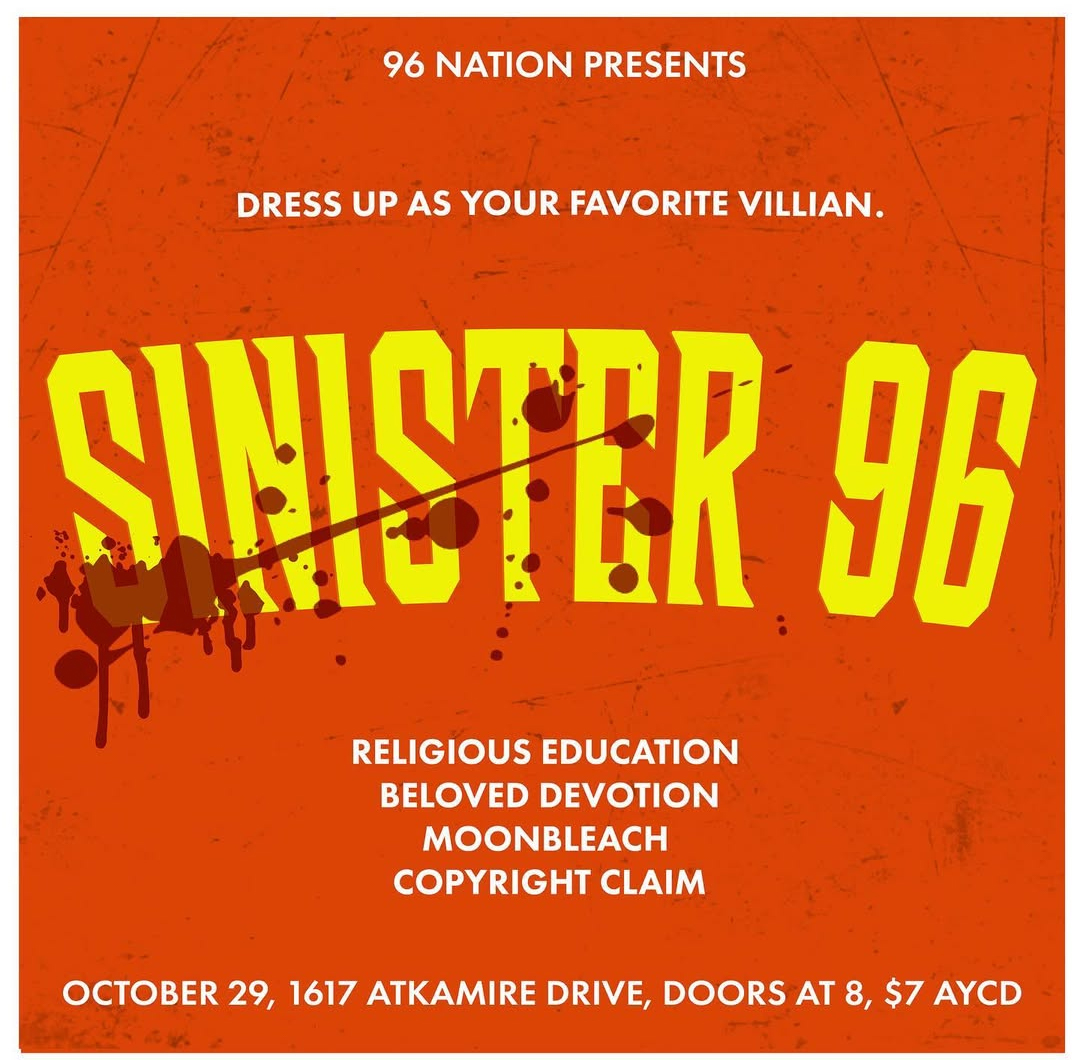 96 NATION PRESENTS
DRESS UP AS YOUR FAVORITE VILLIAN.
SINISTER 96
RELIGIOUS EDUCATION
BELOVED DEVOTION
MOONBLEACH
COPYRIGHT CLAIM
OCTOBER 29, 1617 ATKAMIRE DRIVE, DOORS AT 8, $7 AYCD